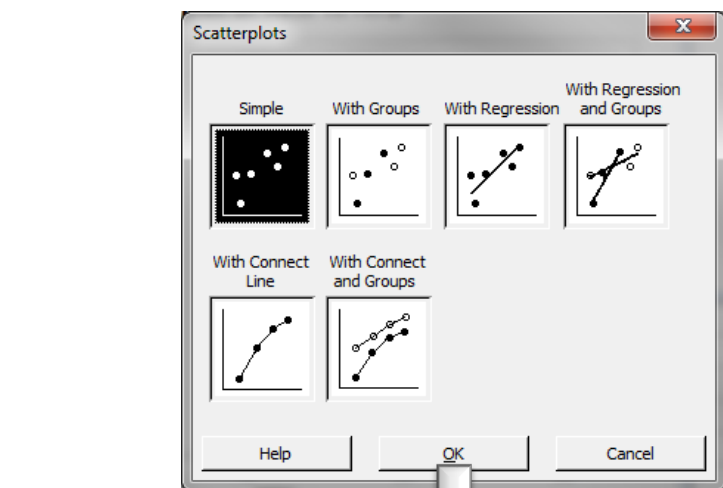 Scatterplots
Simple
With Groups
With Regression
With Regression
and Groups
With Connect
Line
With Connect
and Groups
Help
OK
Cancel